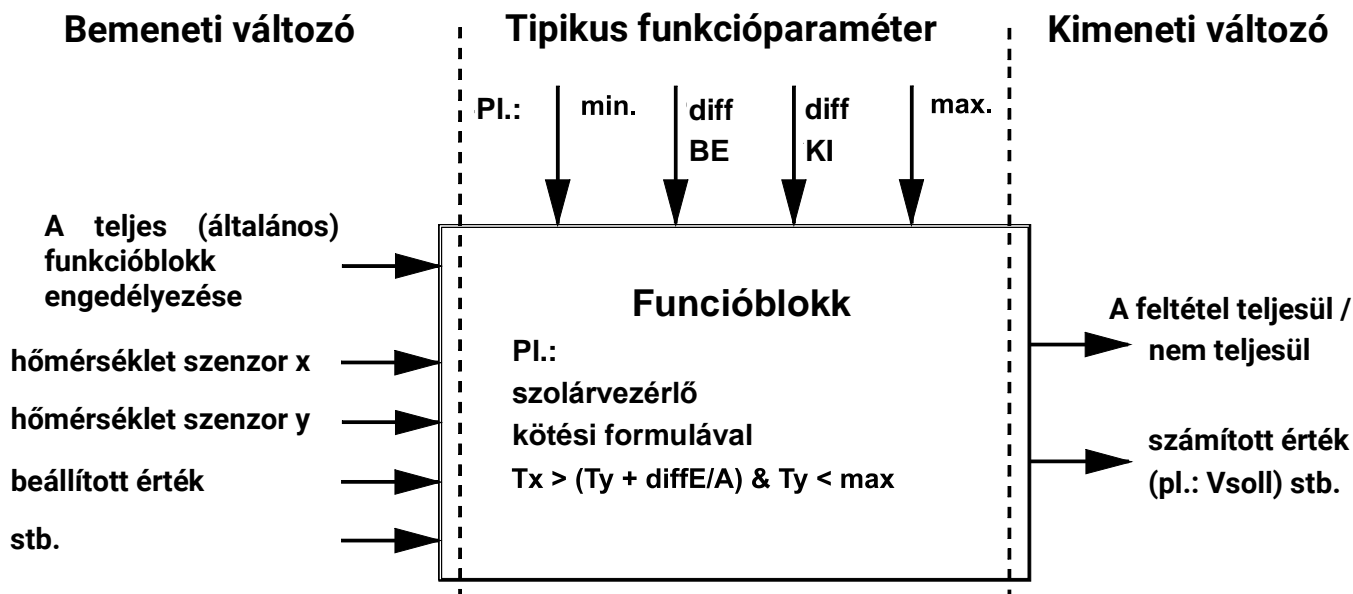 Bemeneti változó
Tipikus funkcióparaméter
Kimeneti változó
Pl.:
min.
diff
BE
diff
KI
max.
A teljes (általános)
funkcióblokk
engedélyezése
hőmérséklet szenzor x
hőmérséklet szenzor y
beállított érték
stb.
Funcióblokk
Pl.:
szolárvezérlő
kötési formulával
Tx > (Ty + diffE/A) & Ty < max
A feltétel teljesül /
nem teljesül
számított érték
(pl.: Vsoll) stb.